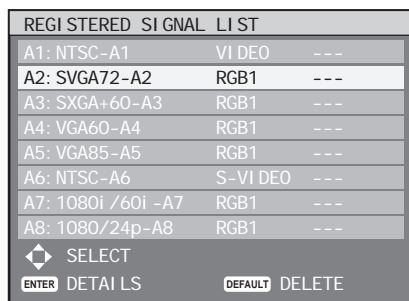 REGISTERED SIGNAL LIST
A1: NTSC-A1 VIDEO ---
A2: SVGA72-A2 RGB1 ---
A3: SXGA+60-A3 RGB1 ---
A4: VGA60-A4 RGB1 ---
A5: VGA85-A5 RGB1 ---
A6: NTSC-A6 S-VIDEO ---
A7: 1080i/60i-A7 RGB1 ---
A8: 1080/24p-A8 RGB1 ---
SELECT
ENTER DETAILS DEFAULT DELETE